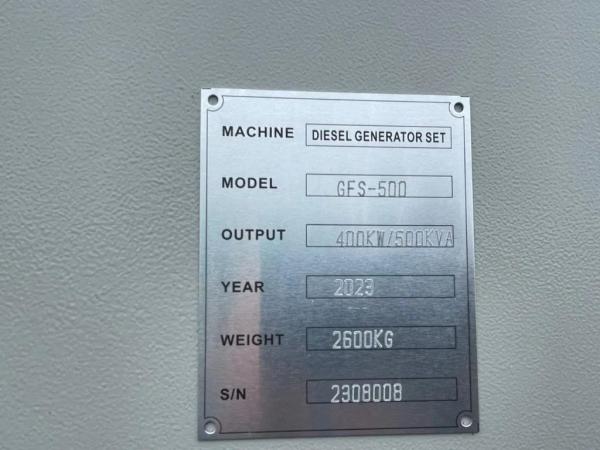 MACHINE DIESEL GENERATOR SET
MODEL GFS-500
OUTPUT 400KW/500KVA
YEAR 2023
WEIGHT 2600KG
S/N 2308008